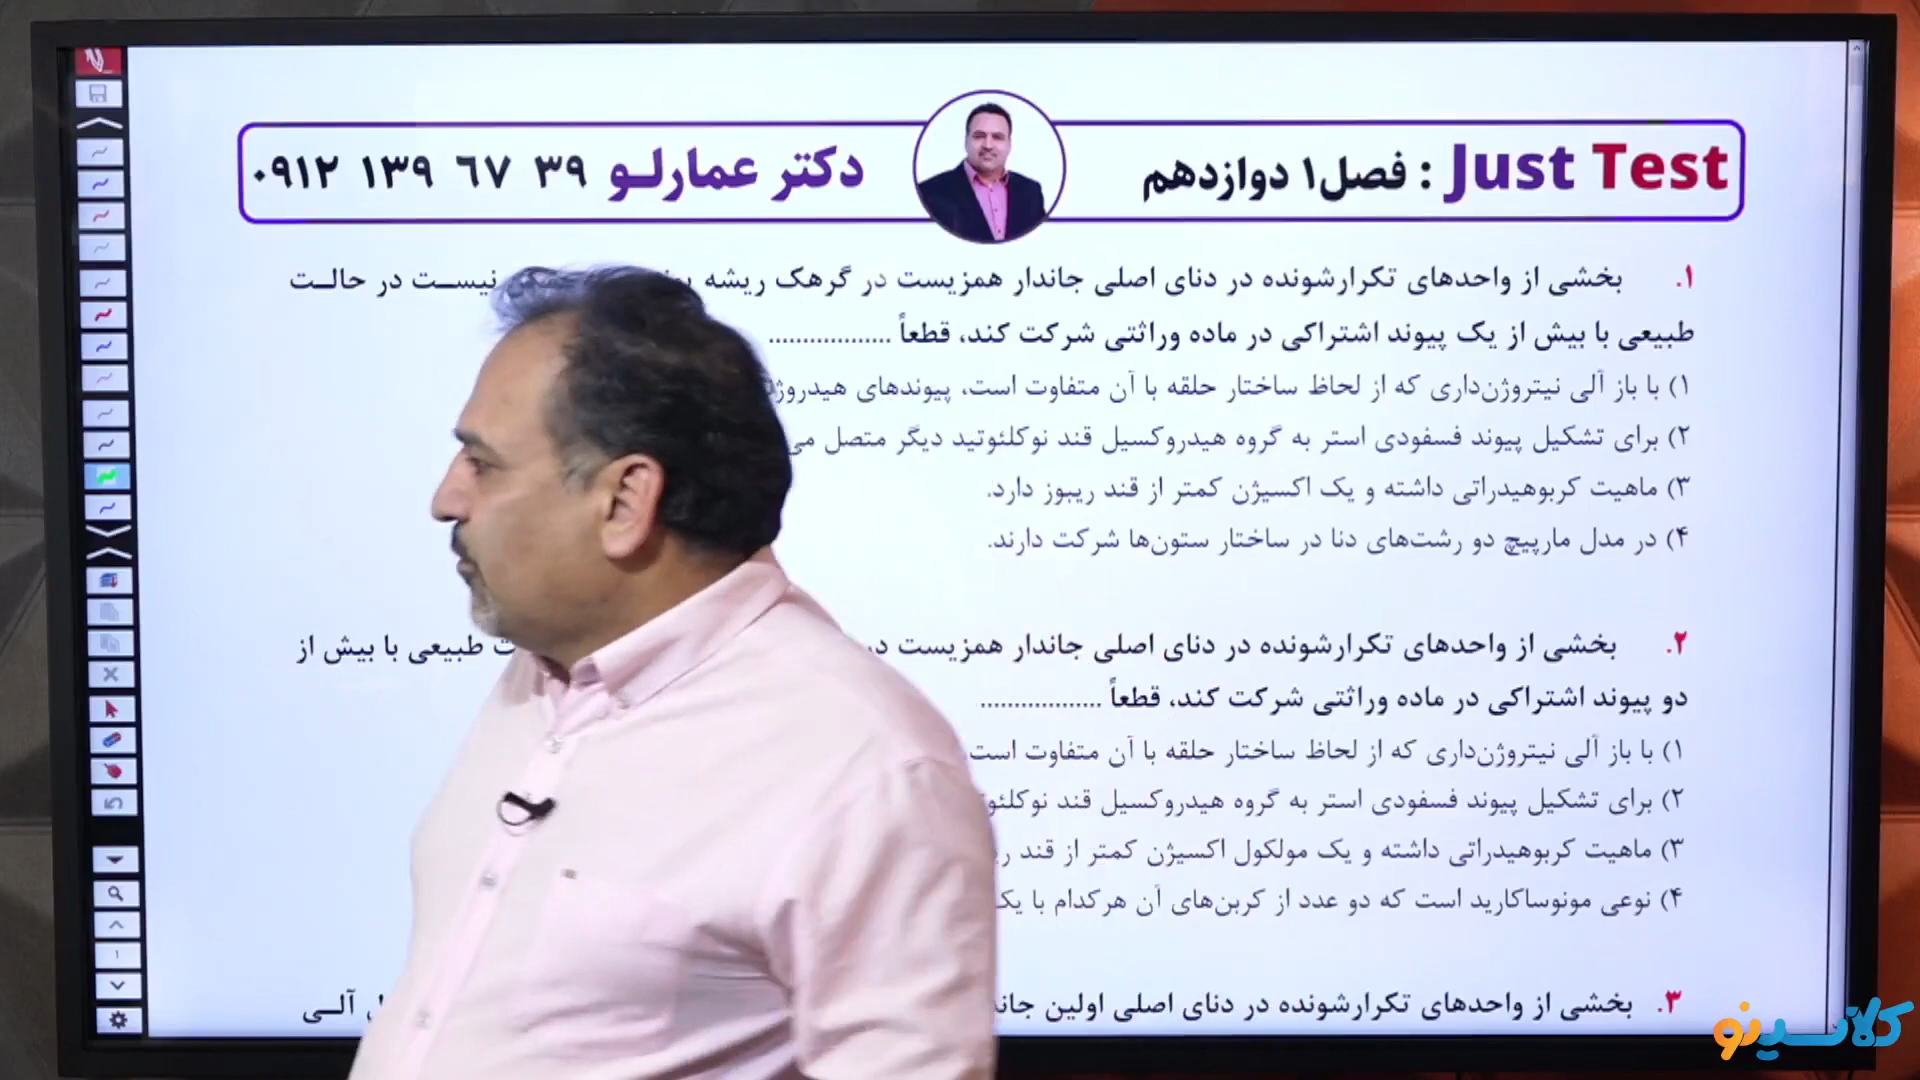 Just Test : فصل۱ دوازدهم
دکتر عمارلو ۳۹ ۶۷ ۱۳۹ ۰۹۱۲
۱. بخشی از واحدهای تکرارشونده در دنای اصلی جاندار همزیست در گرهک ریشه نیست در حالت
طبیعی با بیش از یک پیوند اشتراکی در ماده وراثتی شرکت کند، قطعاً ..................
۱) با باز آلی نیتروژن‌داری که از لحاظ ساختار حلقه با آن متفاوت است، پیوندهای
۲) برای تشکیل پیوند فسفودی استر به گروه هیدروکسیل قند نوکلئوتید دیگر متصل
۳) ماهیت کربوهیدراتی داشته و یک اکسیژن کمتر از قند ریبوز دارد.
۴) در مدل مارپیچ دو رشته‌ای دنا در ساختار ستون‌ها شرکت دارند.
۲. بخشی از واحدهای تکرارشونده در دنای اصلی جاندار همزیست طبیعی با بیش از
دو پیوند اشتراکی در ماده وراثتی شرکت کند، قطعاً ..................
۱) با باز آلی نیتروژن‌داری که از لحاظ ساختار حلقه با آن متفاوت است
۲) برای تشکیل پیوند فسفودی استر به گروه هیدروکسیل قند
۳) ماهیت کربوهیدراتی داشته و یک مولکول اکسیژن کمتر از قند
۴) نوعی مونوساکارید است که دو عدد از کربن‌های آن هرکدام با یک
۳. بخشی از واحدهای تکرارشونده در دنای اصلی اولین آلی
کلاسینو